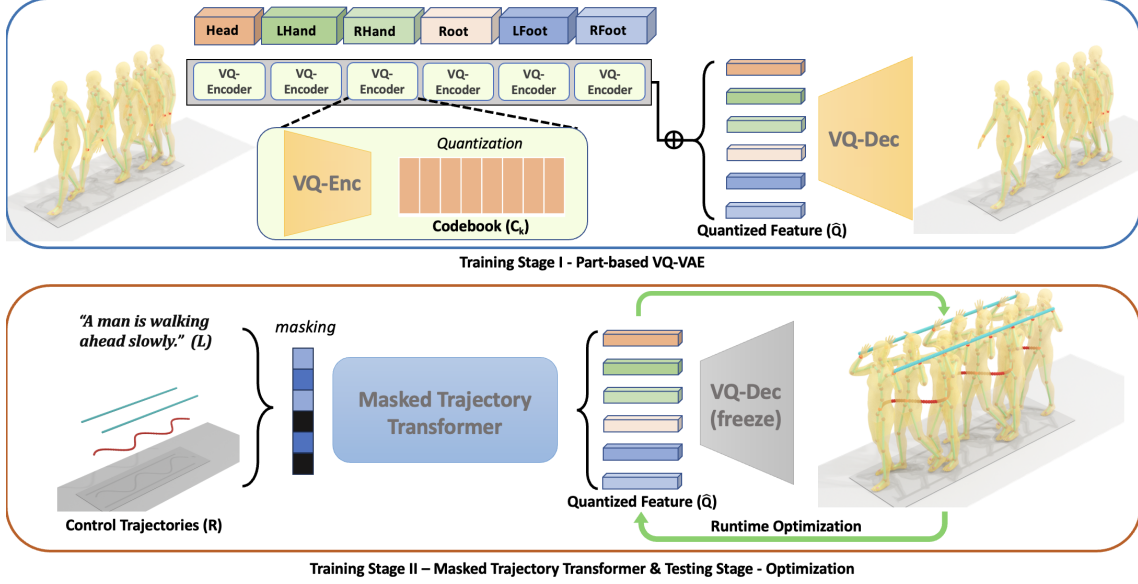 Head LHand RHand Root LFoot RFoot
VQ-
Encoder
VQ-
Encoder
VQ-
Encoder
VQ-
Encoder
VQ-
Encoder
VQ-
Encoder
VQ-Enc
Quantization
Codebook (Cₖ)
VQ-Dec
Quantized Feature (Q̂)
Training Stage I - Part-based VQ-VAE
“A man is walking
ahead slowly.” (L)
Control Trajectories (R)
masking
Masked Trajectory
Transformer
Quantized Feature (Q̂)
VQ-Dec
(freeze)
Runtime Optimization
Training Stage II – Masked Trajectory Transformer & Testing Stage - Optimization